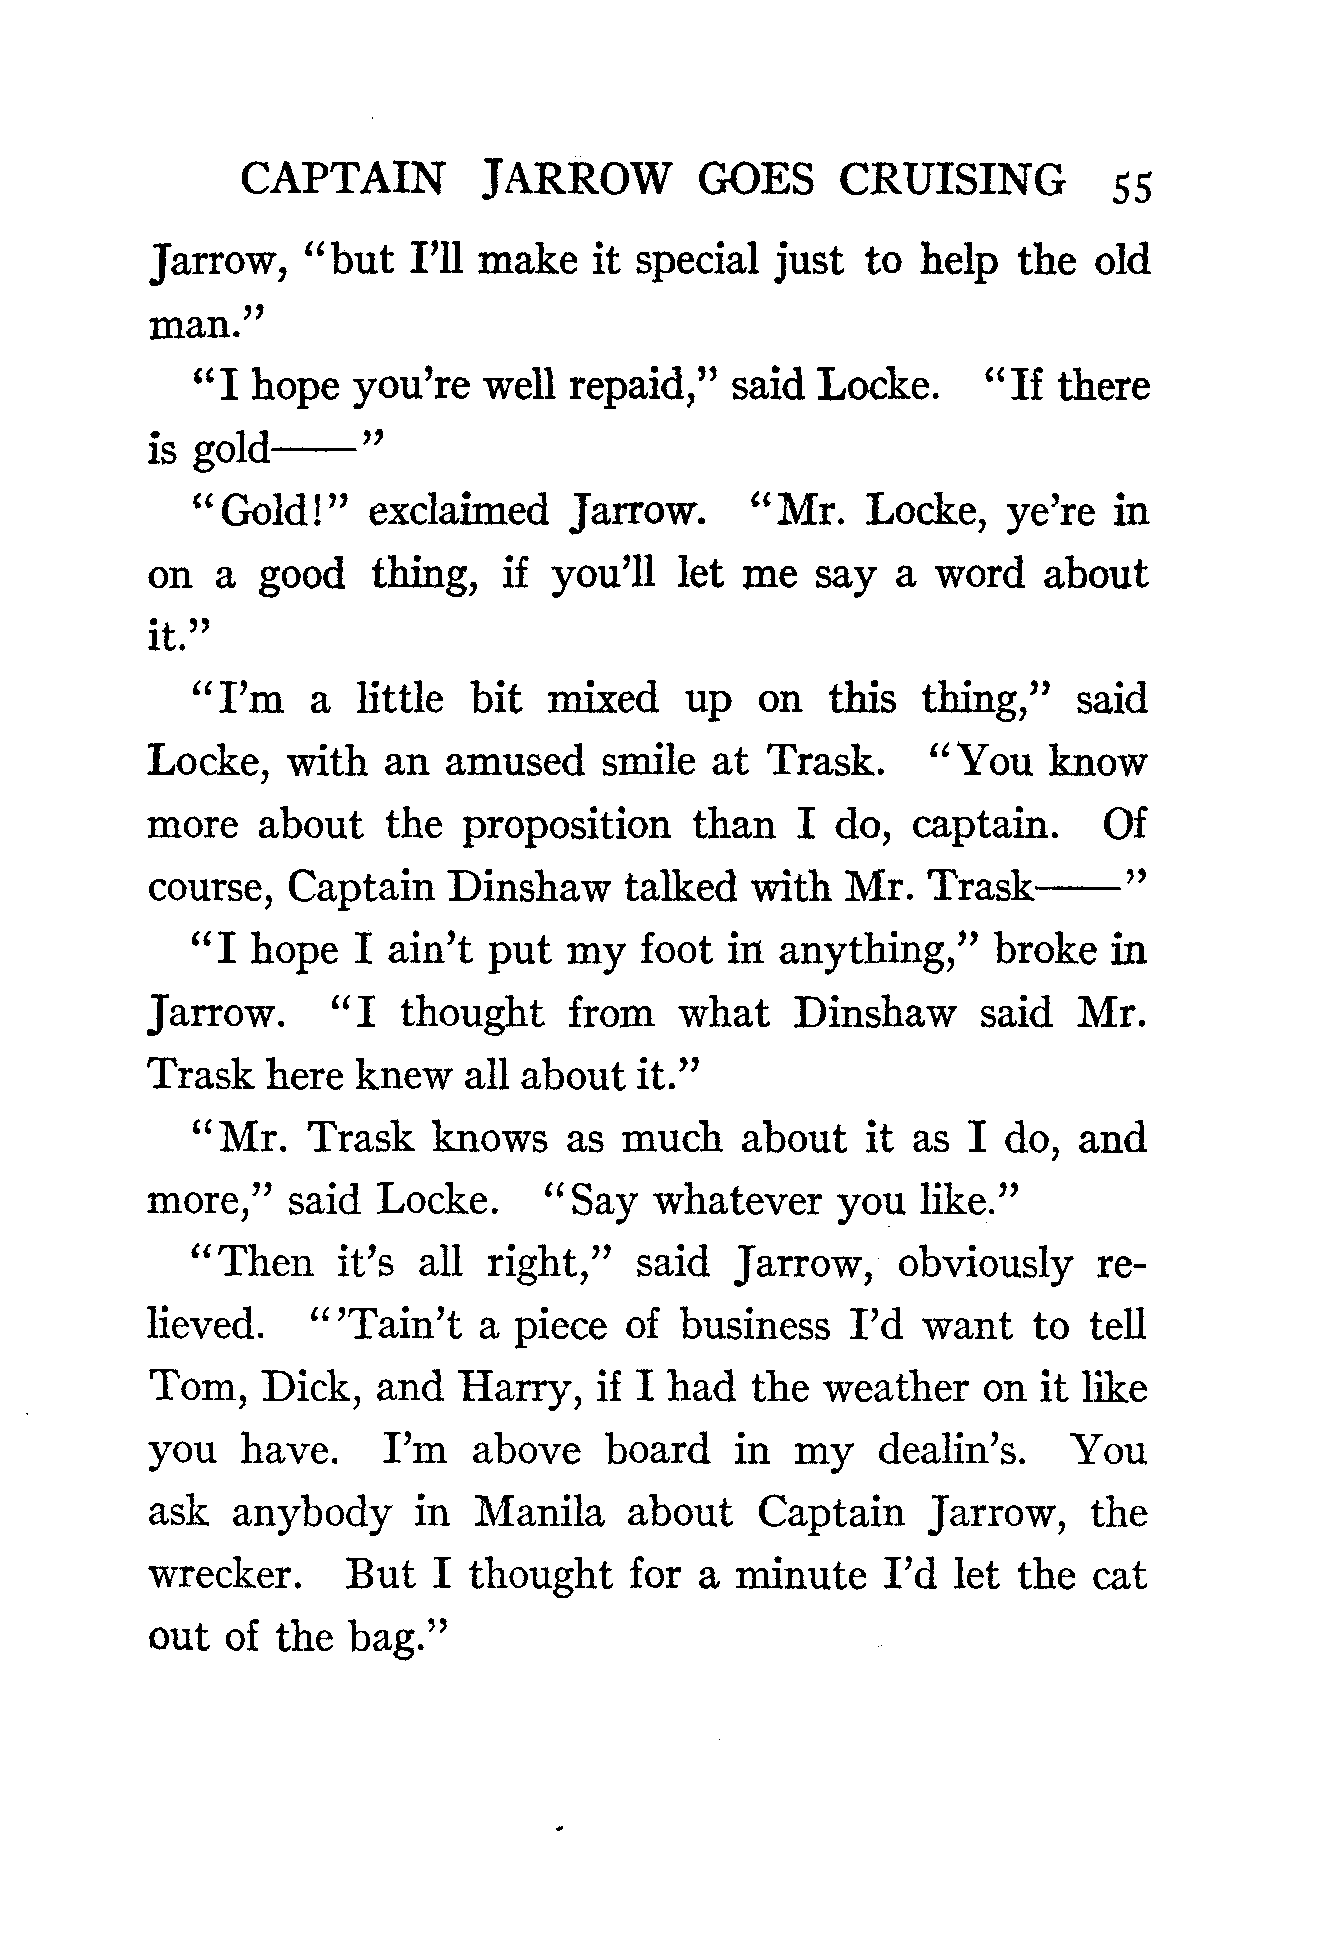 CAPTAIN JARROW GOES CRUISING 55
Jarrow, “but I’ll make it special just to help the old
man.”
“I hope you’re well repaid,” said Locke. “If there
is gold——”
“Gold!” exclaimed Jarrow. “Mr. Locke, ye’re in
on a good thing, if you’ll let me say a word about
it.”
“I’m a little bit mixed up on this thing,” said
Locke, with an amused smile at Trask. “You know
more about the proposition than I do, captain. Of
course, Captain Dinshaw talked with Mr. Trask——”
“I hope I ain’t put my foot in anything,” broke in
Jarrow. “I thought from what Dinshaw said Mr.
Trask here knew all about it.”
“Mr. Trask knows as much about it as I do, and
more,” said Locke. “Say whatever you like.”
“Then it’s all right,” said Jarrow, obviously re-
lieved. “’Tain’t a piece of business I’d want to tell
Tom, Dick, and Harry, if I had the weather on it like
you have. I’m above board in my dealin’s. You
ask anybody in Manila about Captain Jarrow, the
wrecker. But I thought for a minute I’d let the cat
out of the bag.”